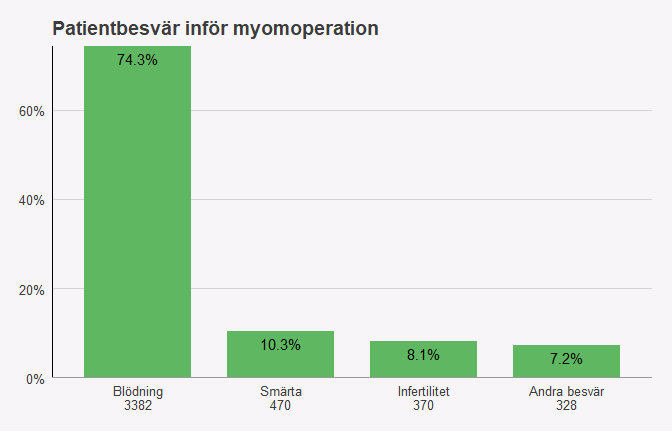 Patientbesvär inför myomoperation
60%
40%
20%
0%
74.3%
10.3%
8.1%
7.2%
Blödning
3382
Smärta
470
Infertilitet
370
Andra besvär
328